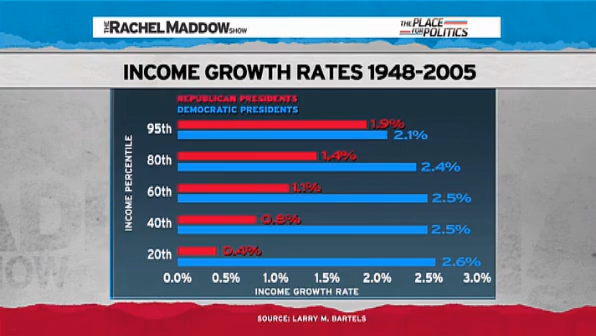 THE RACHEL MADDOW SHOW
THE PLACE FOR POLITICS
INCOME GROWTH RATES 1948-2005
REPUBLICAN PRESIDENTS
DEMOCRATIC PRESIDENTS
INCOME PERCENTILE
95th 1.9%
2.1%
80th 1.4%
2.4%
60th 1.1%
2.5%
40th 0.8%
2.5%
20th 0.4%
2.6%
0.0% 0.5% 1.0% 1.5% 2.0% 2.5% 3.0%
INCOME GROWTH RATE
SOURCE: LARRY M. BARTELS